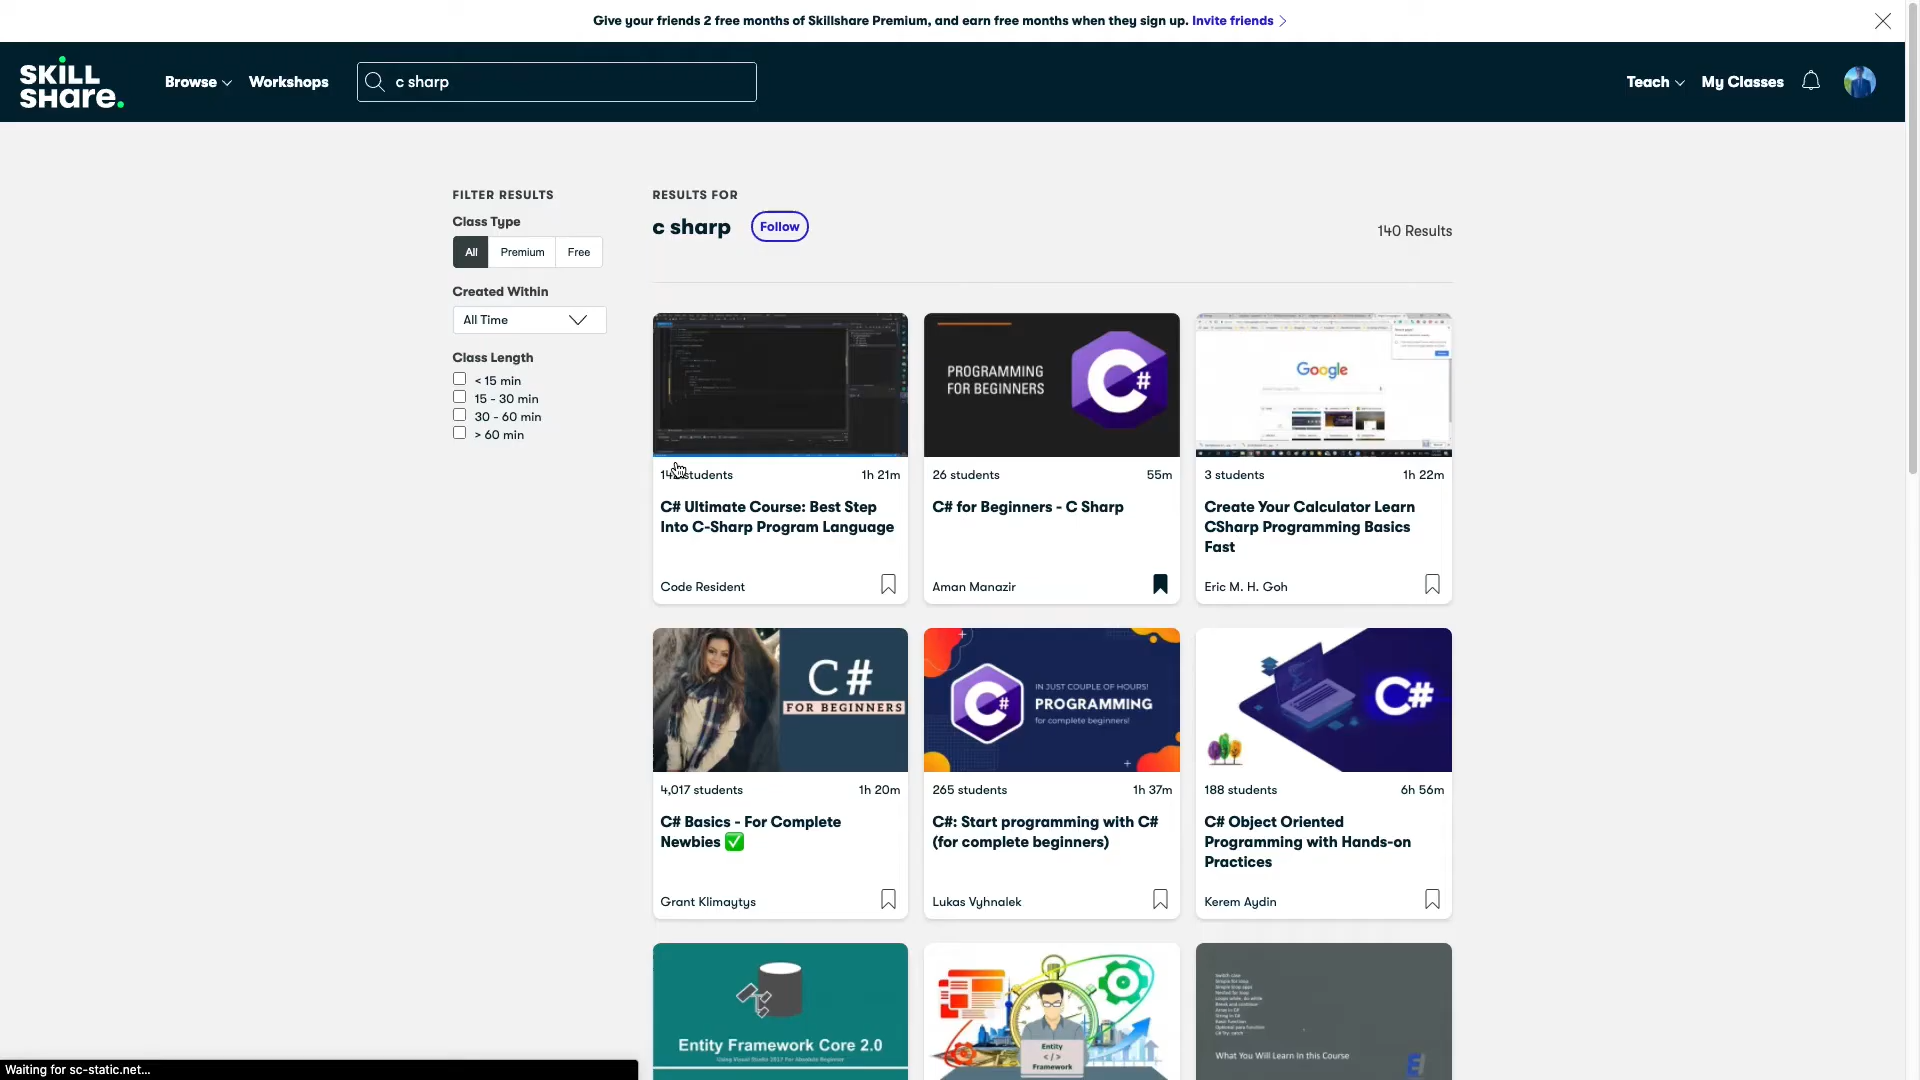 Give your friends 2 free months of Skillshare Premium, and earn free months when they sign up. Invite friends
SKILL
SHare.
Browse
Workshops
c sharp
Teach
My Classes
FILTER RESULTS
Class Type
All
Premium
Free
Created Within
All Time
Class Length
< 15 min
15 - 30 min
30 - 60 min
> 60 min
RESULTS FOR
c sharp
Follow
140 Results
students
1h 21m
C# Ultimate Course: Best Step
Into C-Sharp Program Language
Code Resident
PROGRAMMING
FOR BEGINNERS
C#
26 students
55m
C# for Beginners - C Sharp
Aman Manazir
Google
3 students
1h 22m
Create Your Calculator Learn
CSharp Programming Basics
Fast
Eric M. H. Goh
C#
FOR BEGINNERS
4,017 students
1h 20m
C# Basics - For Complete
Newbies ✅
Grant Klimaytys
C#
IN JUST COUPLE OF HOURS!
PROGRAMMING
for complete beginners!
265 students
1h 37m
C#: Start programming with C#
(for complete beginners)
Lukas Vyhnalek
C#
188 students
6h 56m
C# Object Oriented
Programming with Hands-on
Practices
Kerem Aydin
Entity Framework Core 2.0
Using Visual Studio 2017 For Absolute Beginner
Entity
</>
Framework
What You Will Learn In this Course
Waiting for sc-static.net...